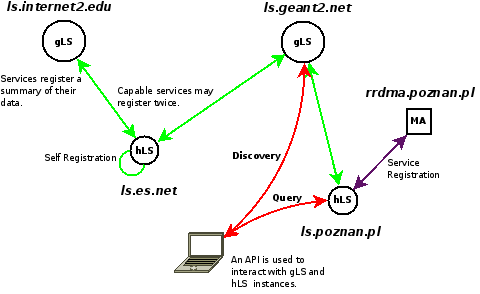 ls.internet2.edu
ls.geant2.net
gLS
gLS
Services register a
summary of their
data.
Capable services may
register twice.
rrdma.poznan.pl
MA
Self Registration
hLS
Discovery
Service
Registration
ls.es.net
Query
hLS
ls.poznan.pl
An API is used to
interact with gLS and
hLS instances.